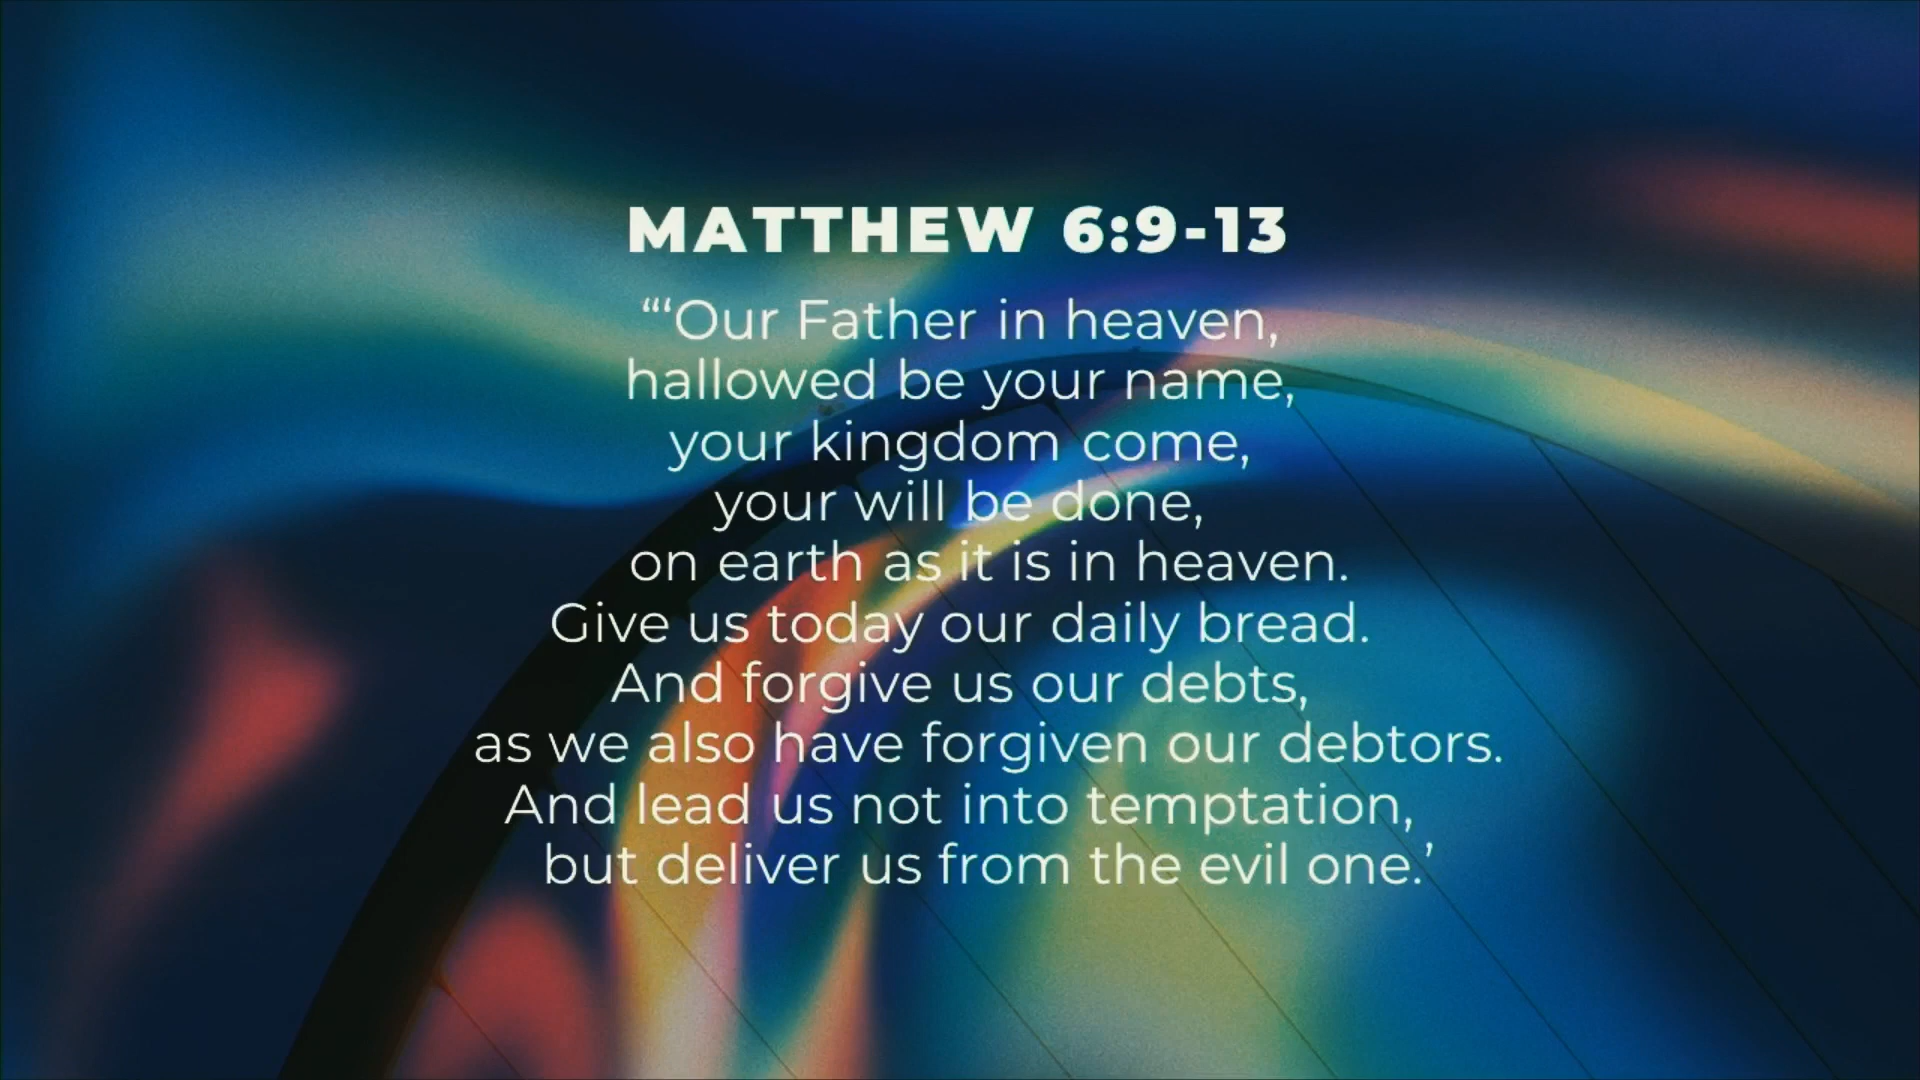 MATTHEW 6:9-13
“‘Our Father in heaven,
hallowed be your name,
your kingdom come,
your will be done,
on earth as it is in heaven.
Give us today our daily bread.
And forgive us our debts,
as we also have forgiven our debtors.
And lead us not into temptation,
but deliver us from the evil one.’